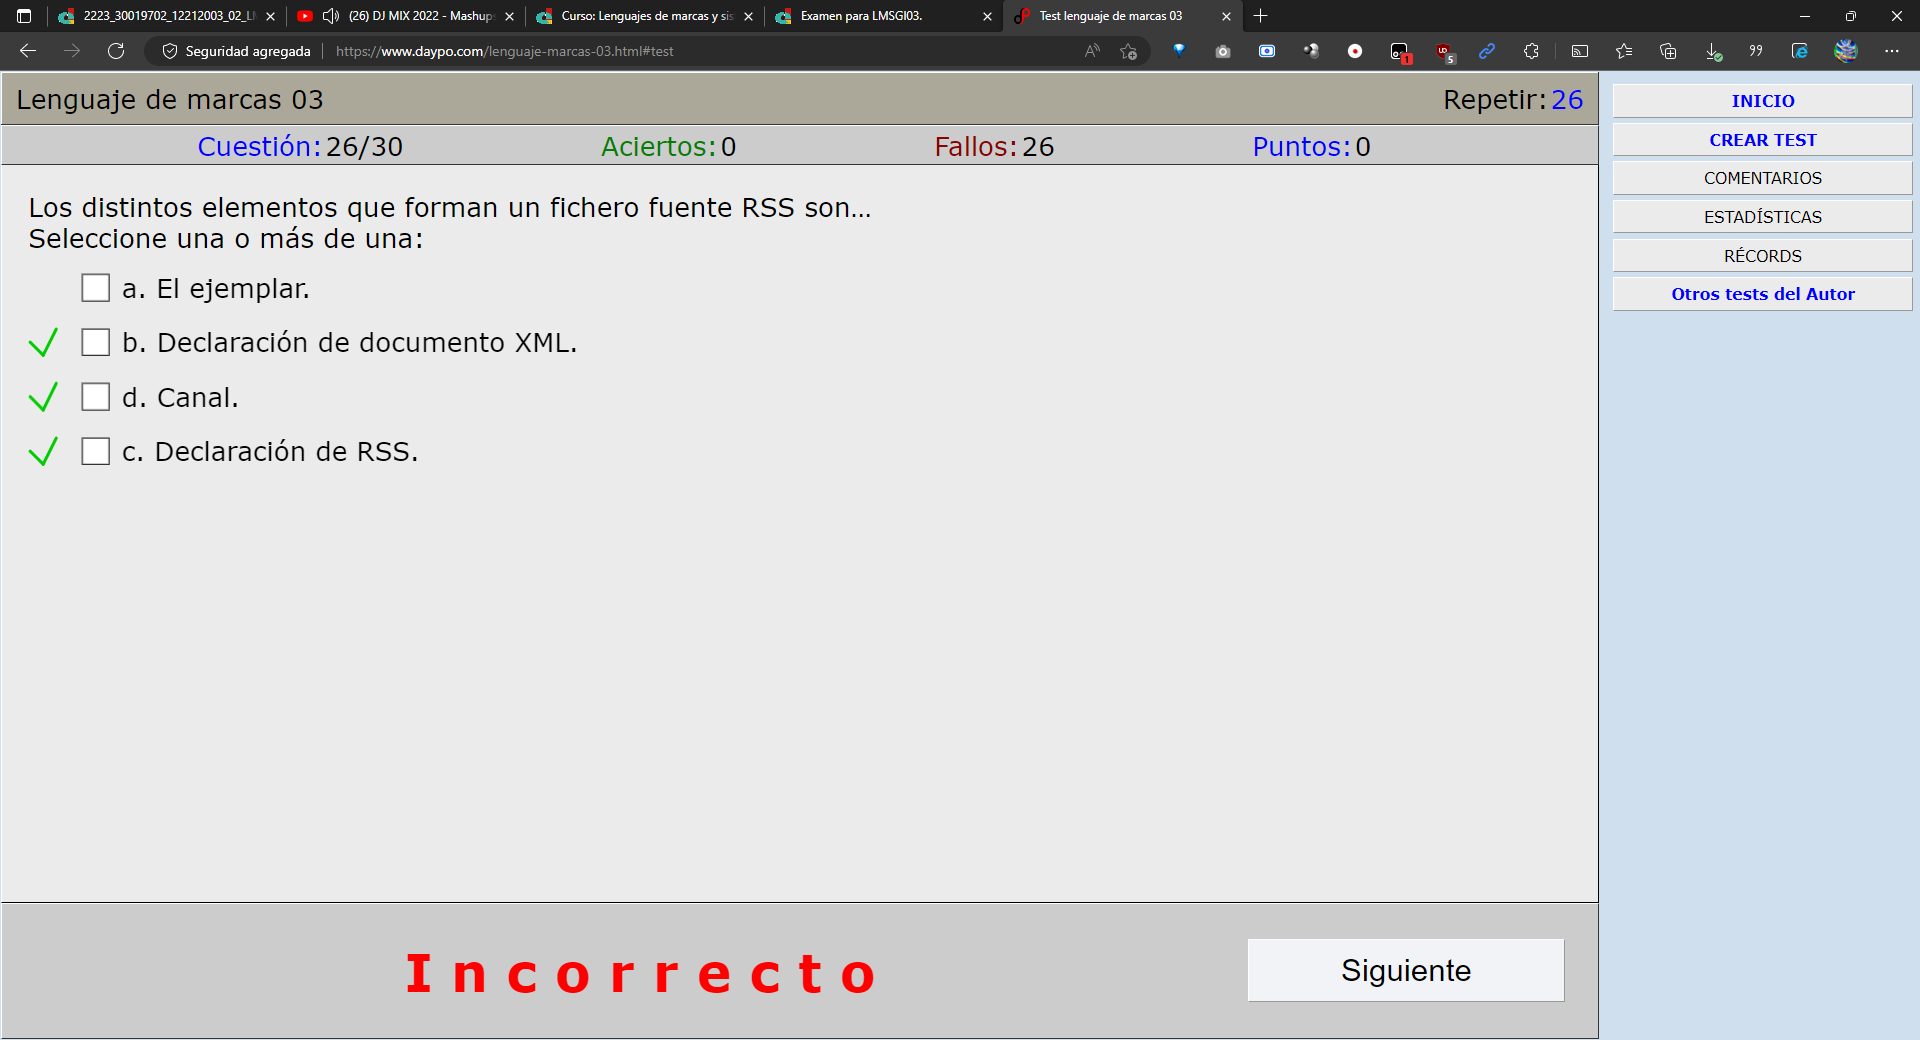 2223_30019702_12212003_02_LM
(26) DJ MIX 2022 - Mashup
Curso: Lenguajes de marcas y sis
Examen para LMSGI03.
Test lenguaje de marcas 03
Seguridad agregada
https://www.daypo.com/lenguaje-marcas-03.html#test
1
5
Lenguaje de marcas 03
Repetir: 26
Cuestión: 26/30
Aciertos: 0
Fallos: 26
Puntos: 0
Los distintos elementos que forman un fichero fuente RSS son...
Seleccione una o más de una:
a. El ejemplar.
b. Declaración de documento XML.
d. Canal.
c. Declaración de RSS.
Incorrecto
Siguiente
INICIO
CREAR TEST
COMENTARIOS
ESTADÍSTICAS
RÉCORDS
Otros tests del Autor